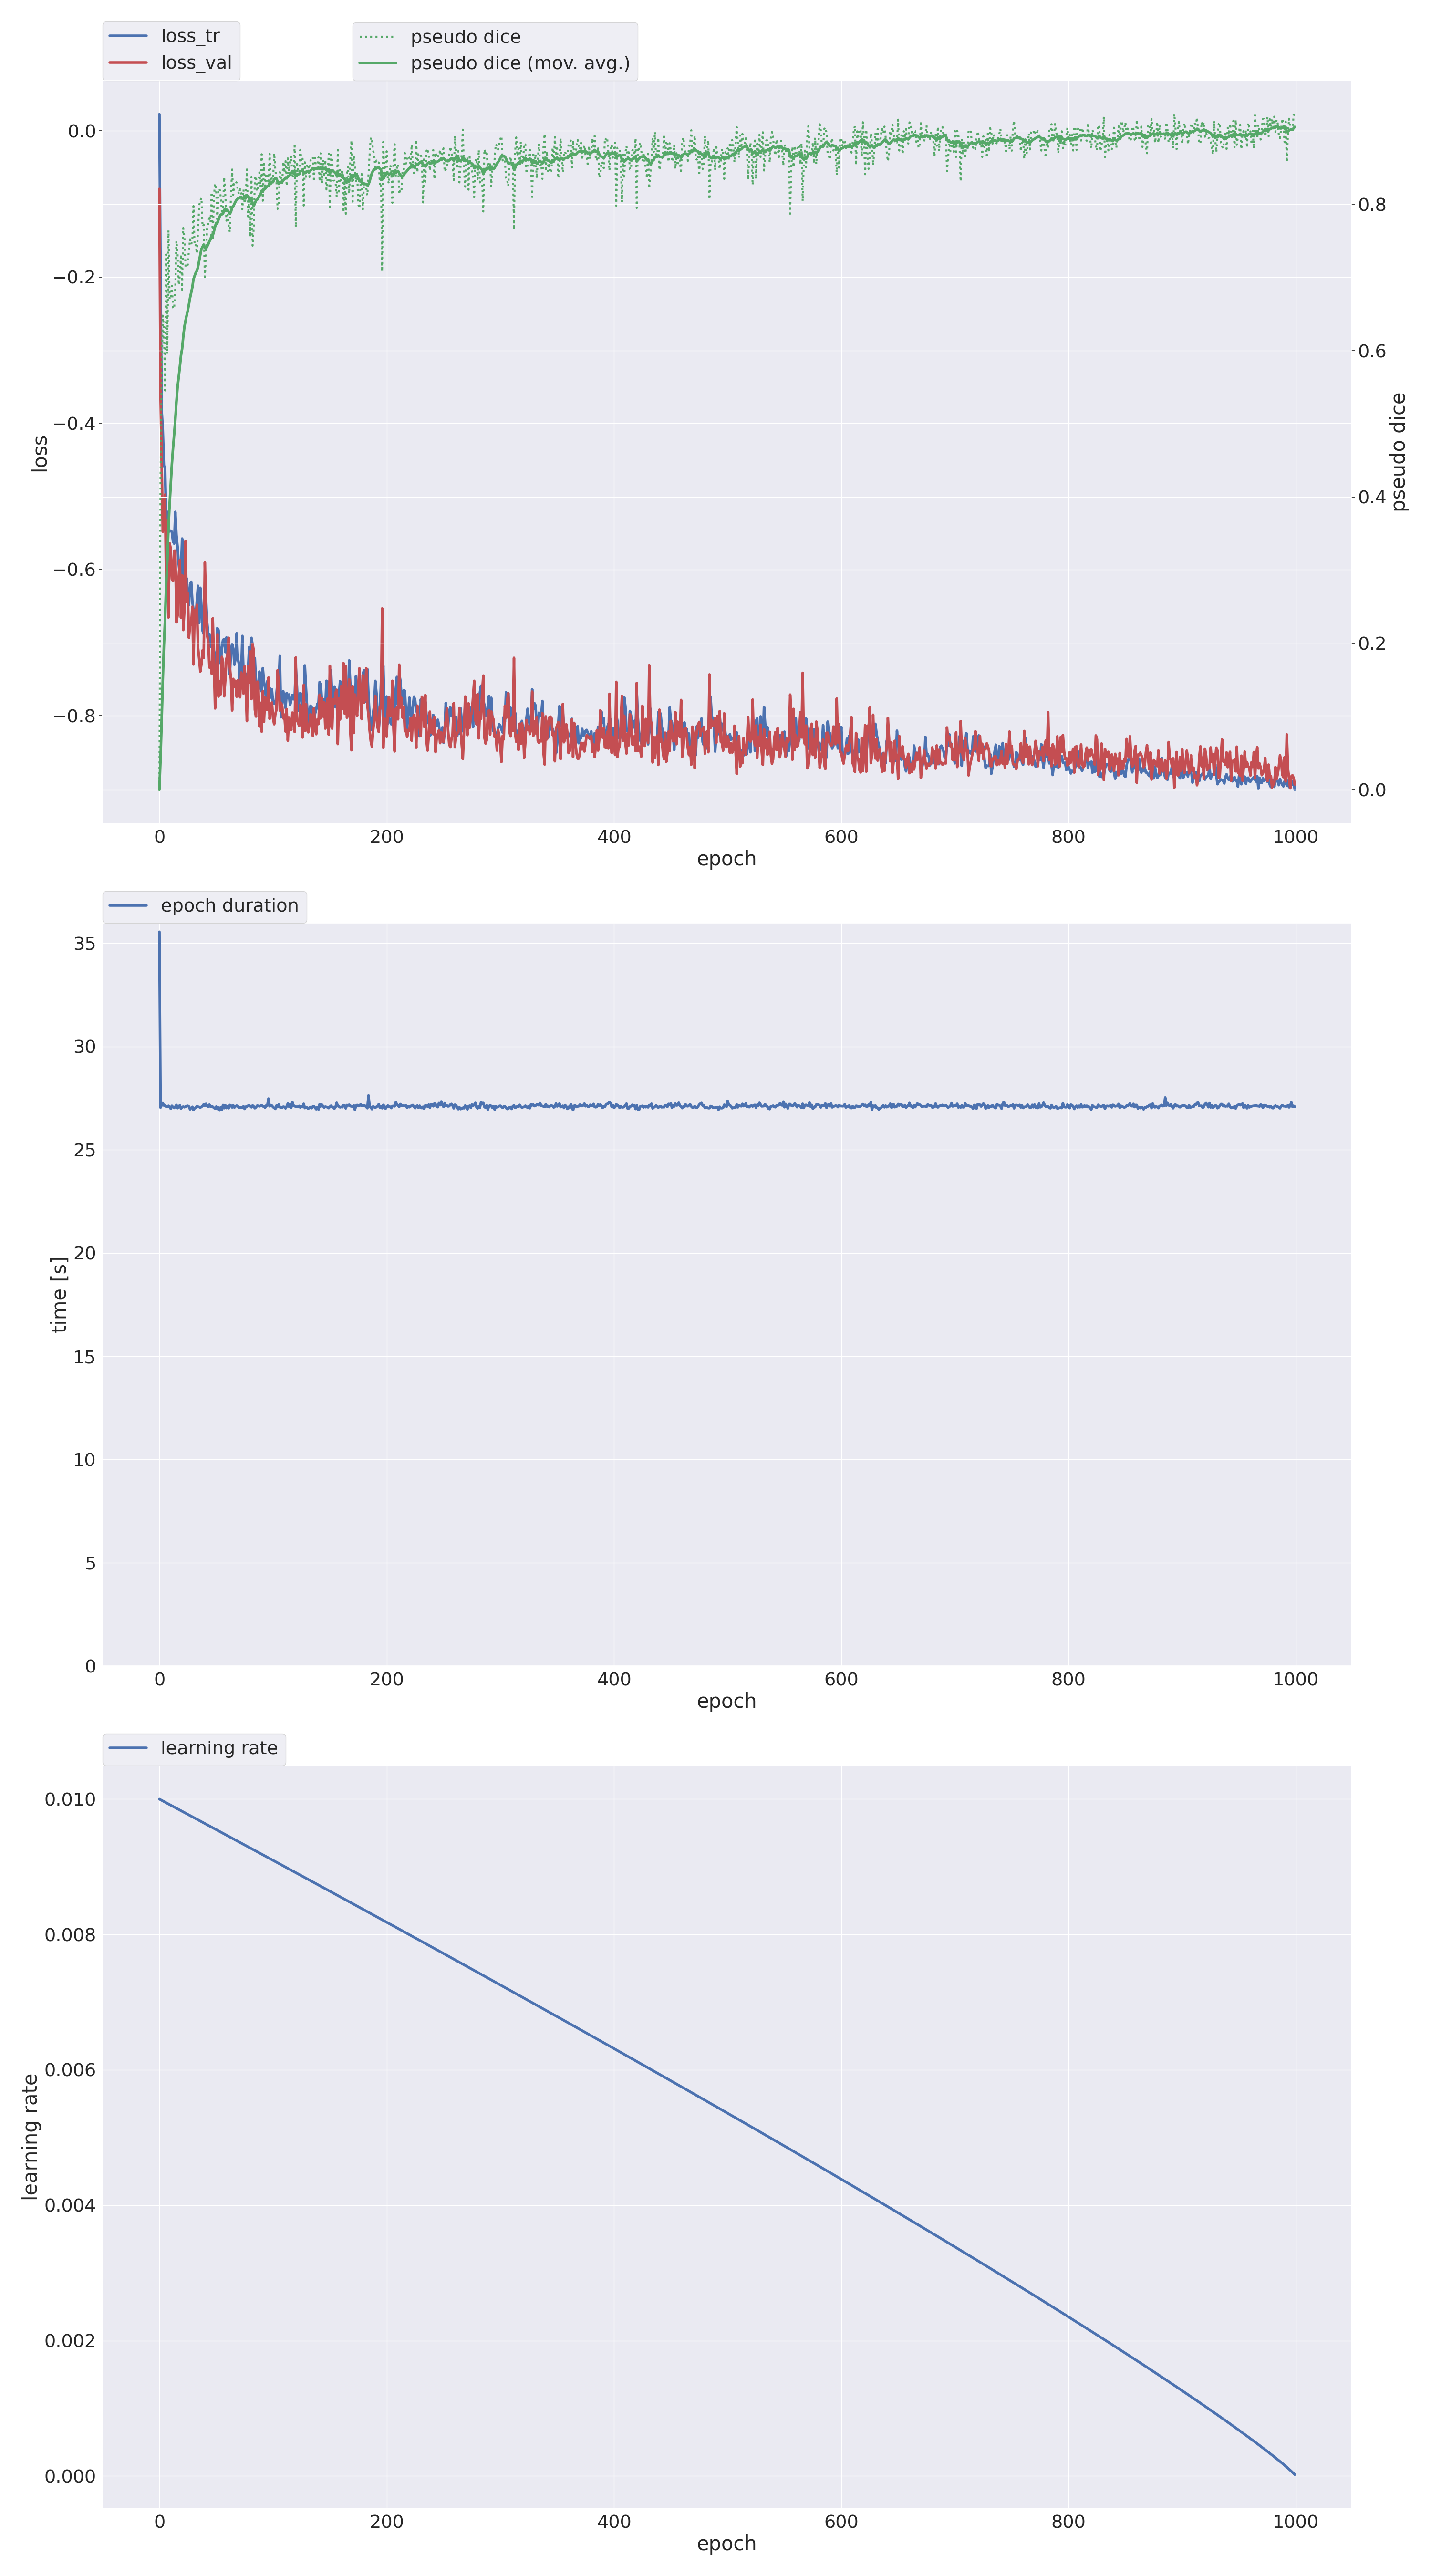 loss_tr
loss_val
pseudo dice
pseudo dice (mov. avg.)
0.0
−0.2
−0.4
−0.6
−0.8
loss
0.8
0.6
0.4
0.2
0.0
pseudo dice
0 200 400 600 800 1000
epoch
epoch duration
35
30
25
20
15
10
5
0
time [s]
0 200 400 600 800 1000
epoch
learning rate
0.010
0.008
0.006
0.004
0.002
0.000
learning rate
0 200 400 600 800 1000
epoch